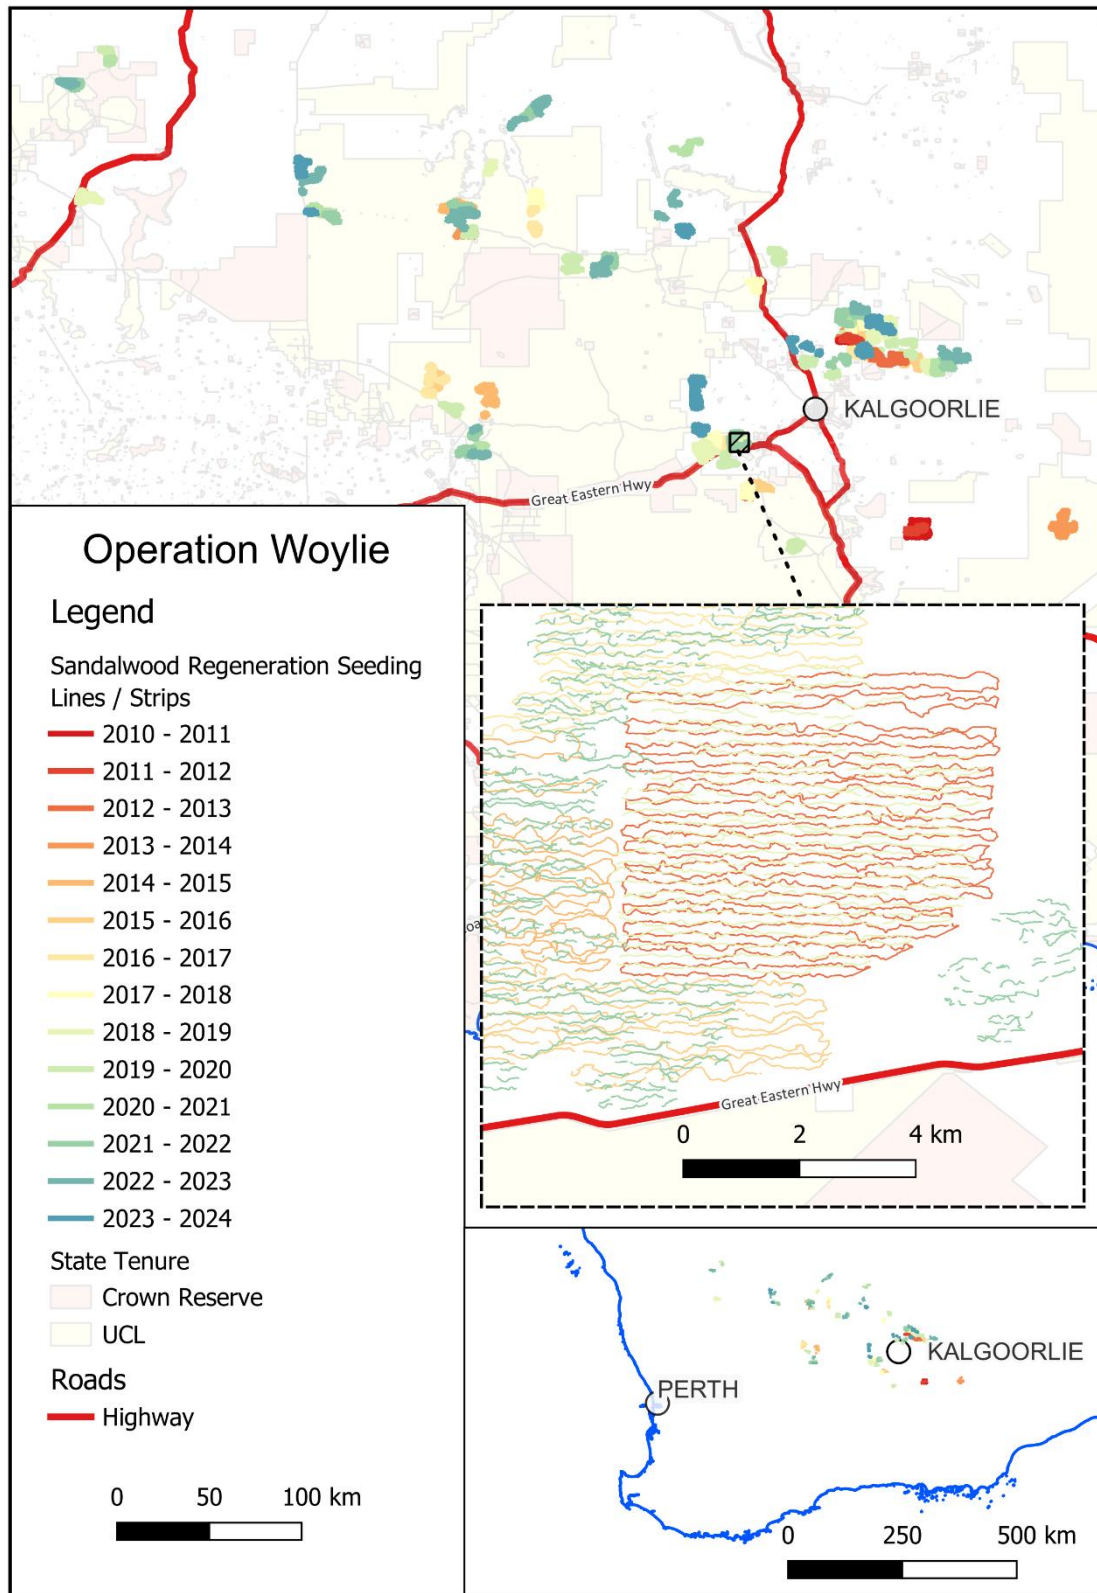 KALGOORLIE
Great Eastern Hwy
Operation Woylie
Legend
Sandalwood Regeneration Seeding
Lines / Strips
2010 - 2011
2011 - 2012
2012 - 2013
2013 - 2014
2014 - 2015
2015 - 2016
2016 - 2017
2017 - 2018
2018 - 2019
2019 - 2020
2020 - 2021
2021 - 2022
2022 - 2023
2023 - 2024
State Tenure
Crown Reserve
UCL
Roads
Highway
0 50 100 km
Great Eastern Hwy
0 2 4 km
KALGOORLIE
PERTH
0 250 500 km